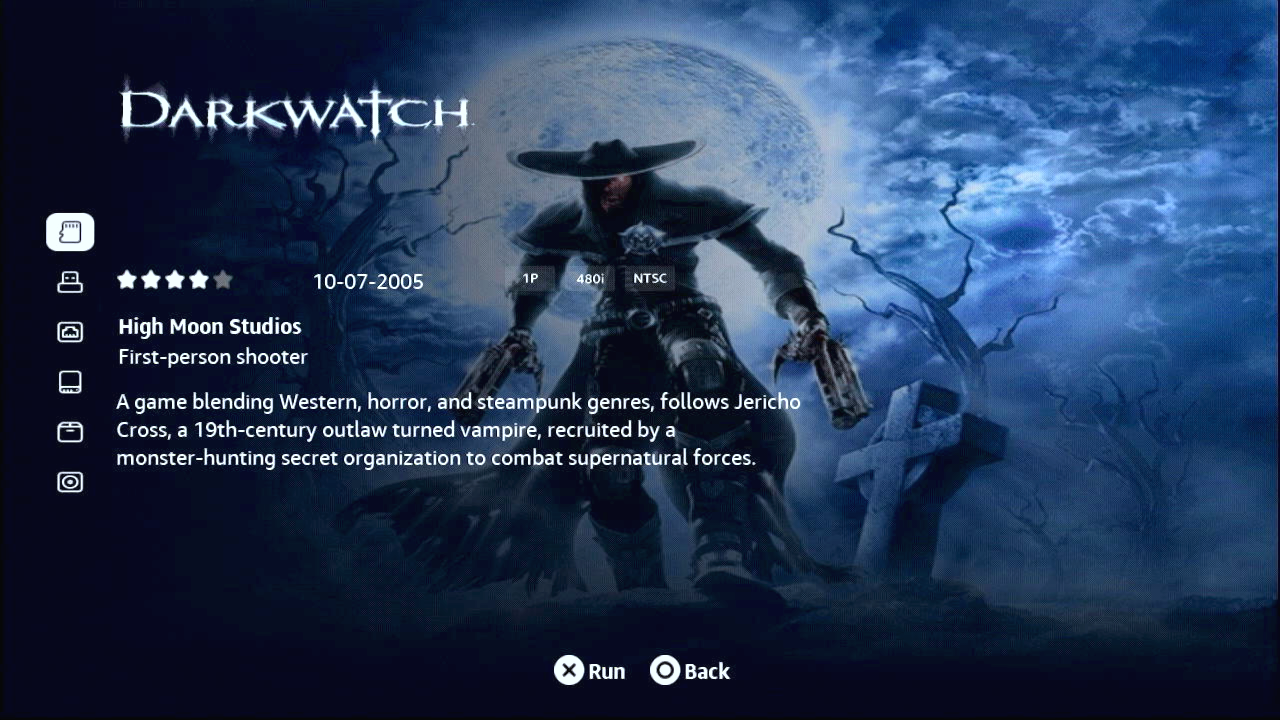 DARKWATCH
10-07-2005
1P
480i
NTSC
High Moon Studios
First-person shooter
A game blending Western, horror, and steampunk genres, follows Jericho
Cross, a 19th-century outlaw turned vampire, recruited by a
monster-hunting secret organization to combat supernatural forces.
Run
Back